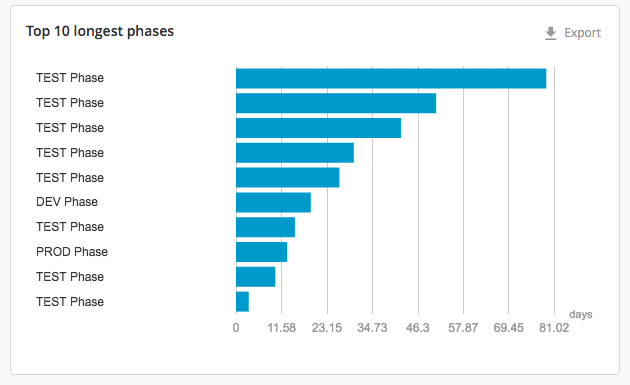 Top 10 longest phases
Export
TEST Phase
TEST Phase
TEST Phase
TEST Phase
TEST Phase
DEV Phase
TEST Phase
PROD Phase
TEST Phase
TEST Phase
days
0 11.58 23.15 34.73 46.3 57.87 69.45 81.02